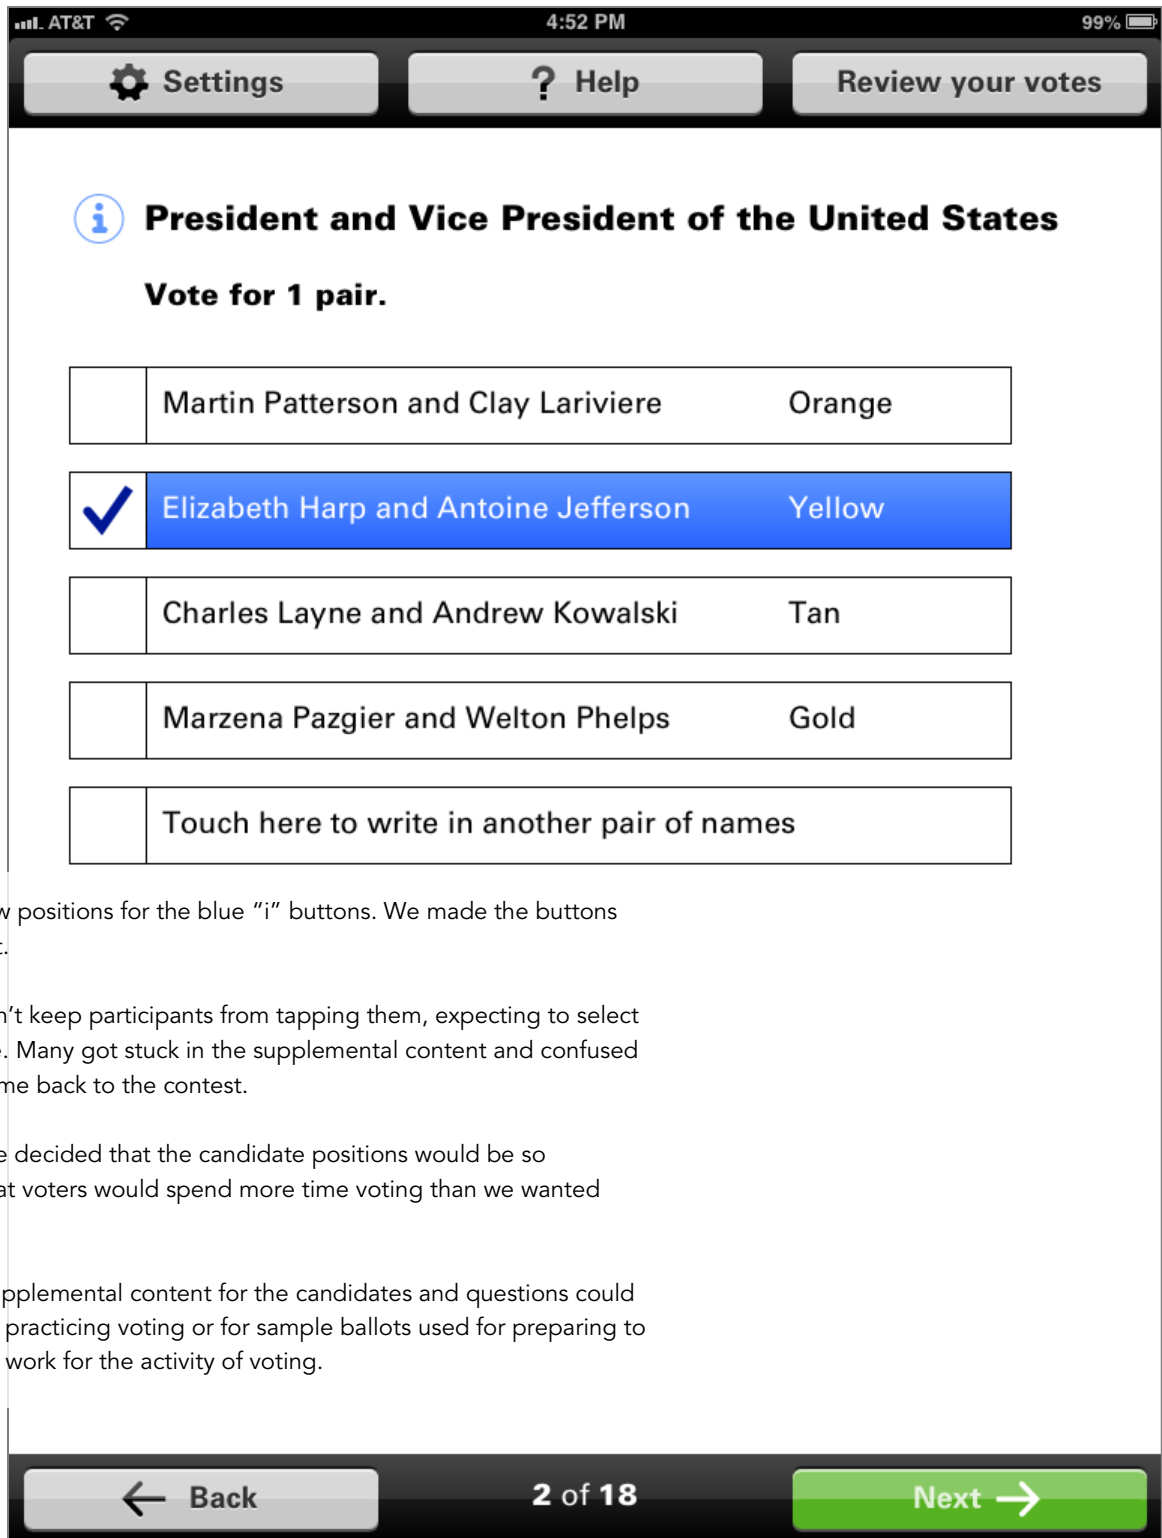 AT&T 4:52 PM 99%
Settings ? Help Review your votes
i President and Vice President of the United States
Vote for 1 pair.
Martin Patterson and Clay Lariviere Orange
Elizabeth Harp and Antoine Jefferson Yellow
Charles Layne and Andrew Kowalski Tan
Marzena Pazgier and Welton Phelps Gold
Touch here to write in another pair of names
positions for the blue “i” buttons. We made the buttons
keep participants from tapping them, expecting to select
Many got stuck in the supplemental content and confused
back to the contest.
decided that the candidate positions would be so
voters would spend more time voting than we wanted
content for the candidates and questions could
practicing voting or for sample ballots used for preparing to
work for the activity of voting.
← Back 2 of 18 Next →